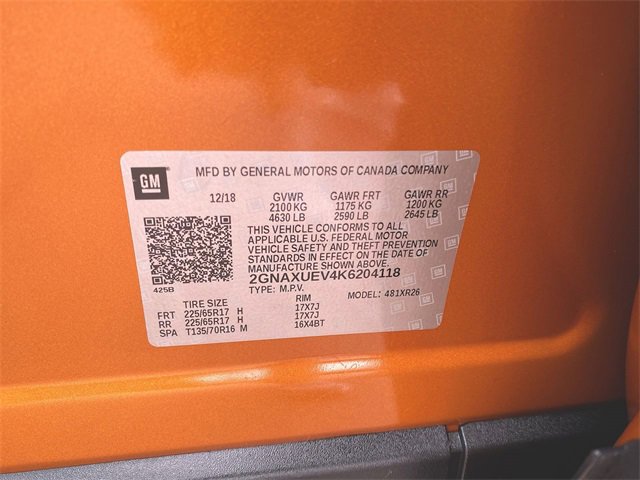 GM
MFD BY GENERAL MOTORS OF CANADA COMPANY
12/18 GVWR GAWR FRT GAWR RR
2100 KG 1175 KG 1200 KG
4630 LB 2590 LB 2645 LB
THIS VEHICLE CONFORMS TO ALL
APPLICABLE U.S. FEDERAL MOTOR
VEHICLE SAFETY AND THEFT PREVENTION
STANDARDS IN EFFECT ON THE DATE OF
MANUFACTURE SHOWN ABOVE.
2GNAXUEV4K6204118
425B TYPE: M.P.V. MODEL: 481XR26
TIRE SIZE RIM
FRT 225/65R17 H 17X7J
RR 225/65R17 H 17X7J
SPA T135/70R16 M 16X4BT